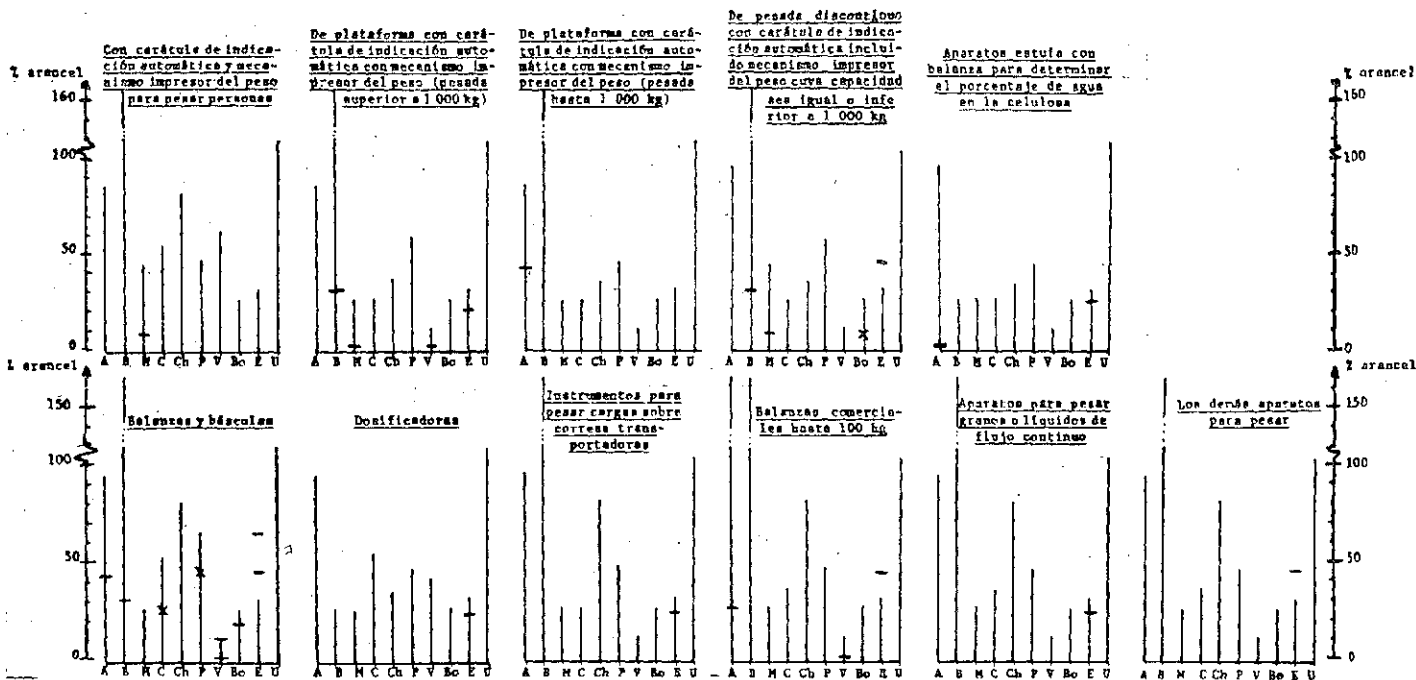 Con carátula de indica-
ción automática y meca-
nismo impresor del peso
para pesar personas
De plataforma con cará-
tula de indicación auto-
mática con mecanismo im-
presor del peso (pesada
superior a 1 000 kg)
De plataforma con cará-
tula de indicación auto-
mática con mecanismo im-
presor del peso (pesada
hasta 1 000 kg)
De pesada discontinuo
con carátula de indica-
ción automática inclui-
do mecanismo impresor
del peso cuya capacidad
sea igual o infe
rior a 1 000 kg
Aparatos estufa con
balanza para determinar
el porcentaje de agua
en la celulosa
% arancel
160
100
50
0
% arancel
150
100
50
0
A B M C Ch P V Bo E U
A B M C Ch P V Bo E U
A B M C Ch P V Bo E U
A B M C Ch P V Bo E U
A B M C Ch P V Bo E U
% arancel
150
100
50
0
Balanzas y básculas
Dosificadoras
Instrumentos para
pesar cargas sobre
correas trans-
portadoras
Balanzas comercia-
les hasta 100 kg
Aparatos para pesar
granos o líquidos de
flujo continuo
Los demás aparatos
para pesar
% arancel
150
100
50
0
A B M C Ch P V Bo E U
A B M C Ch P V Bo E U
A B M C Ch P V Bo E U
A B M C Ch P V Bo E U
A B M C Ch P V Bo E U
A B M C Ch P V Bo E U